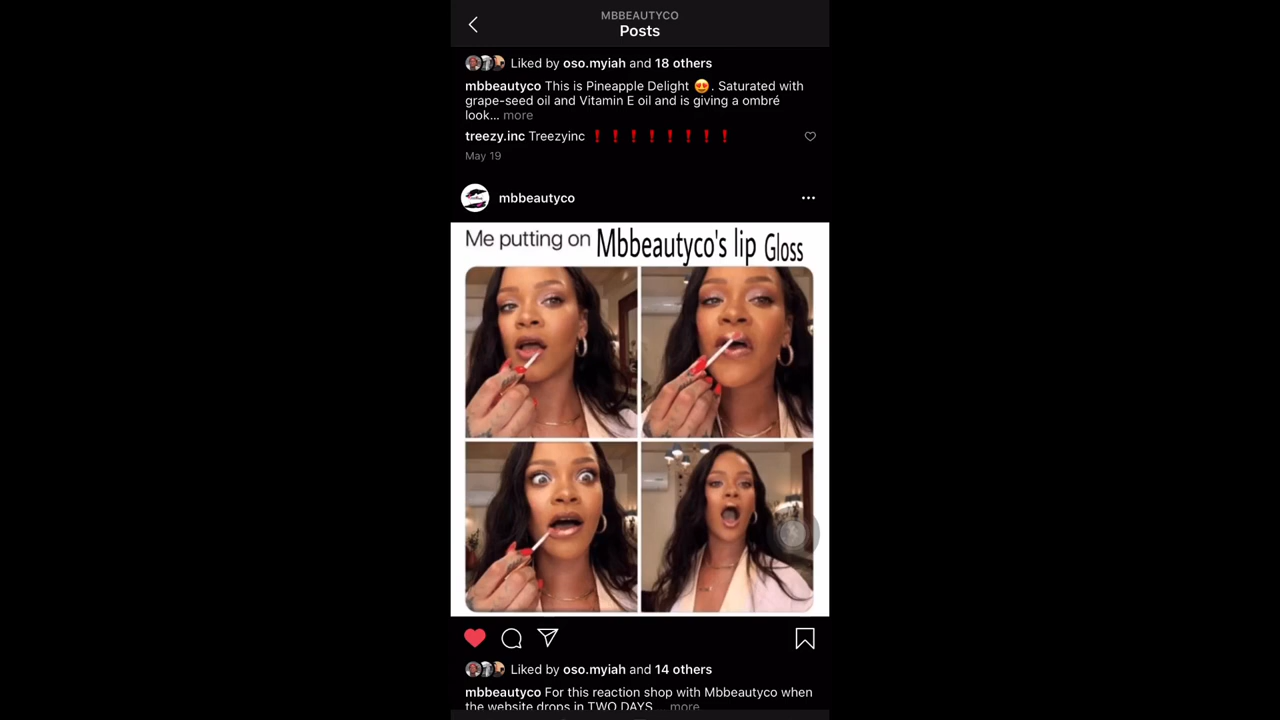 MBBEAUTYCO
Posts
Liked by oso.myiah and 18 others
mbbeautyco This is Pineapple Delight 😍. Saturated with
grape-seed oil and Vitamin E oil and is giving a ombré
look... more
treezy.inc Treezyinc ❗❗❗❗❗❗❗❗
May 19
mbbeautyco
Me putting on Mbbeautyco's lip Gloss
Liked by oso.myiah and 14 others
mbbeautyco For this reaction shop with Mbbeautyco when
the website drops in TWO DAYS... more